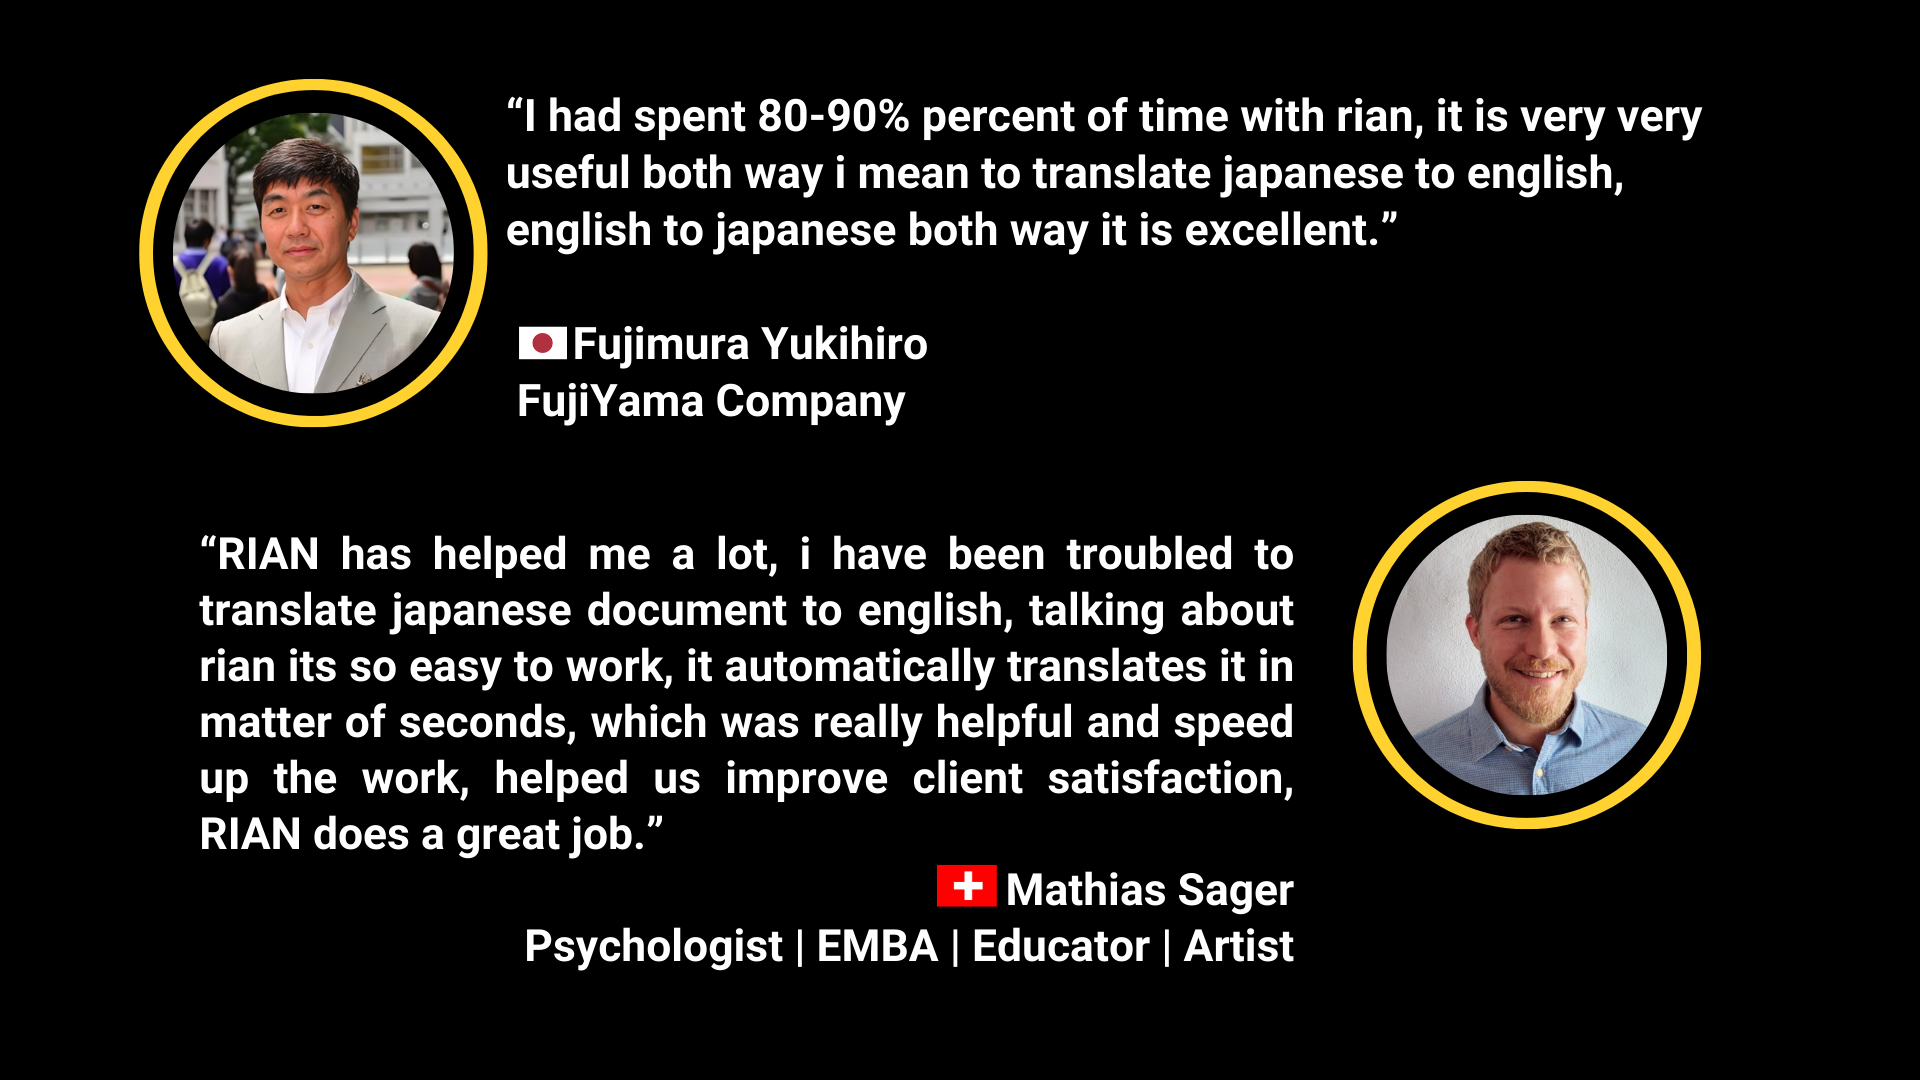 “I had spent 80-90% percent of time with rian, it is very very
useful both way i mean to translate japanese to english,
english to japanese both way it is excellent.”
Fujimura Yukihiro
FujiYama Company
“RIAN has helped me a lot, i have been troubled to
translate japanese document to english, talking about
rian its so easy to work, it automatically translates it in
matter of seconds, which was really helpful and speed
up the work, helped us improve client satisfaction,
RIAN does a great job.”
Mathias Sager
Psychologist | EMBA | Educator | Artist